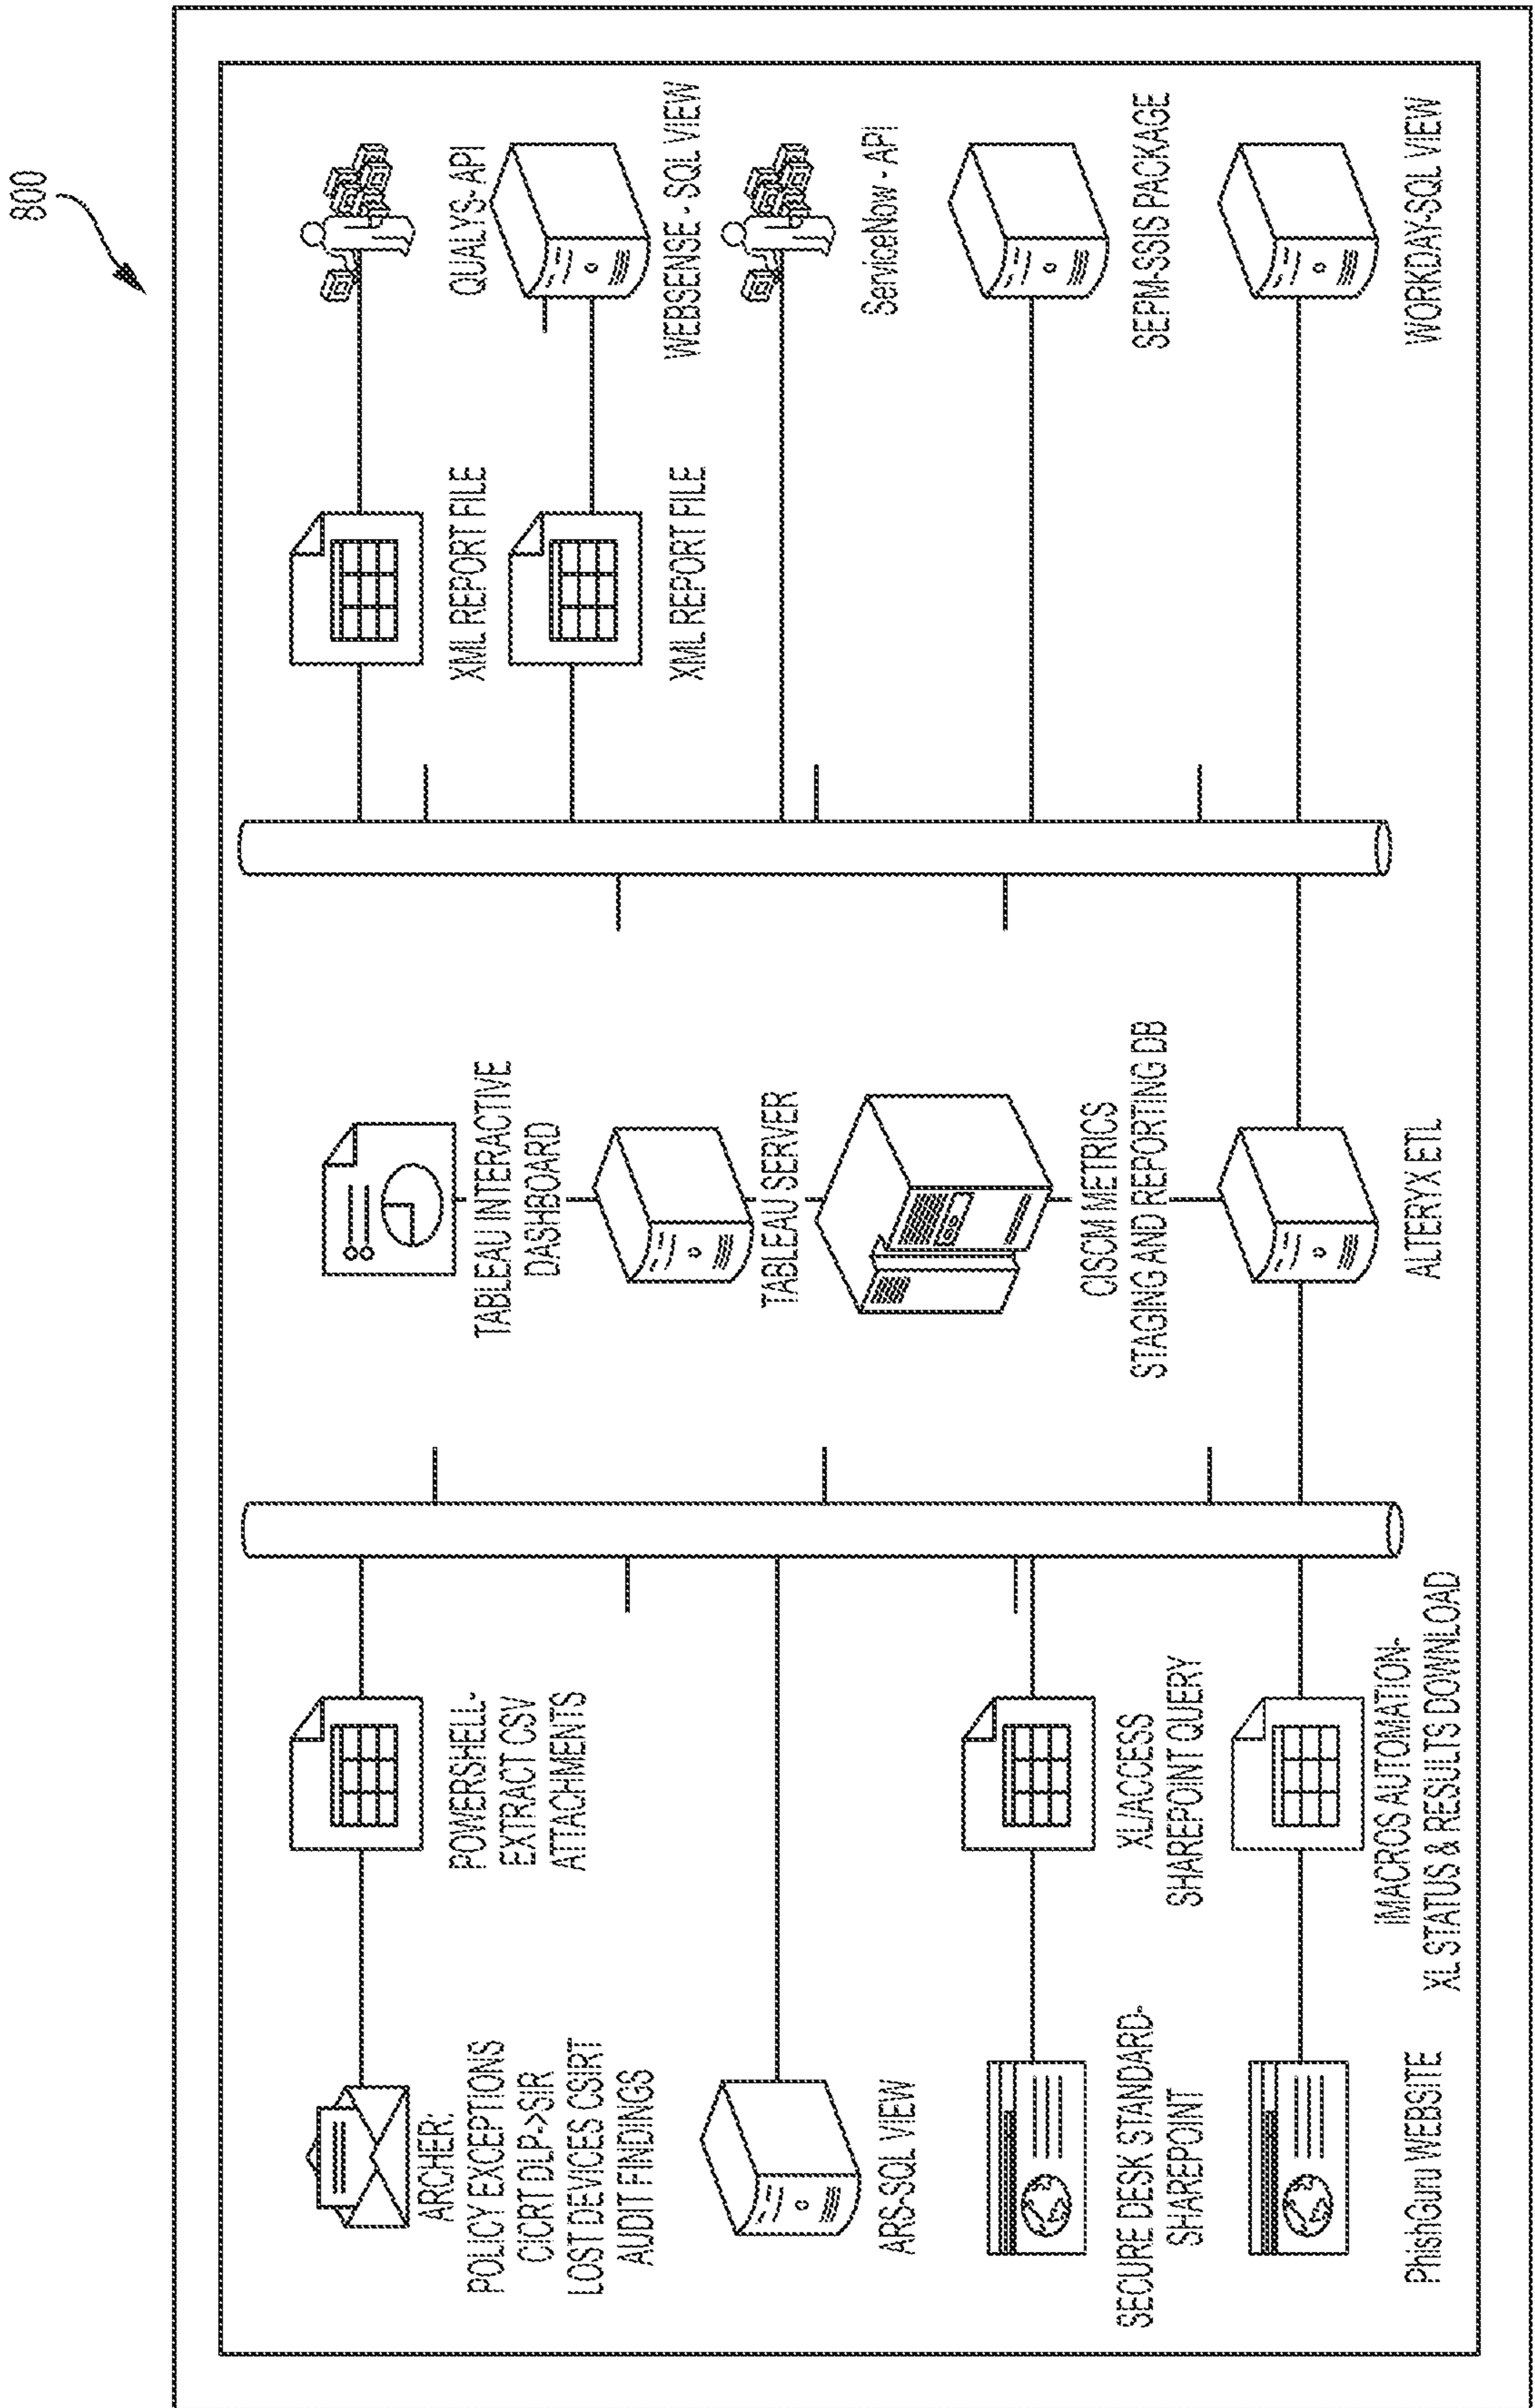 800
ARCHER:
POLICY EXCEPTIONS
CICRT DLP->SIR
LOST DEVICES CSIRT
AUDIT FINDINGS
POWERSHELL-
EXTRACT CSV
ATTACHMENTS
ARS-SQL VIEW
SECURE DESK STANDARD-
SHAREPOINT
XL/ACCESS
SHAREPOINT QUERY
PhishGuru WEBSITE
IMACROS AUTOMATION-
XL STATUS & RESULTS DOWNLOAD
TABLEAU INTERACTIVE
DASHBOARD
TABLEAU SERVER
CISCM METRICS
STAGING AND REPORTING DB
ALTERYX ETL
XML REPORT FILE
QUALYS- API
XML REPORT FILE
WEBSENSE - SQL VIEW
ServiceNow - API
SEPM-SSIS PACKAGE
WORKDAY-SQL VIEW